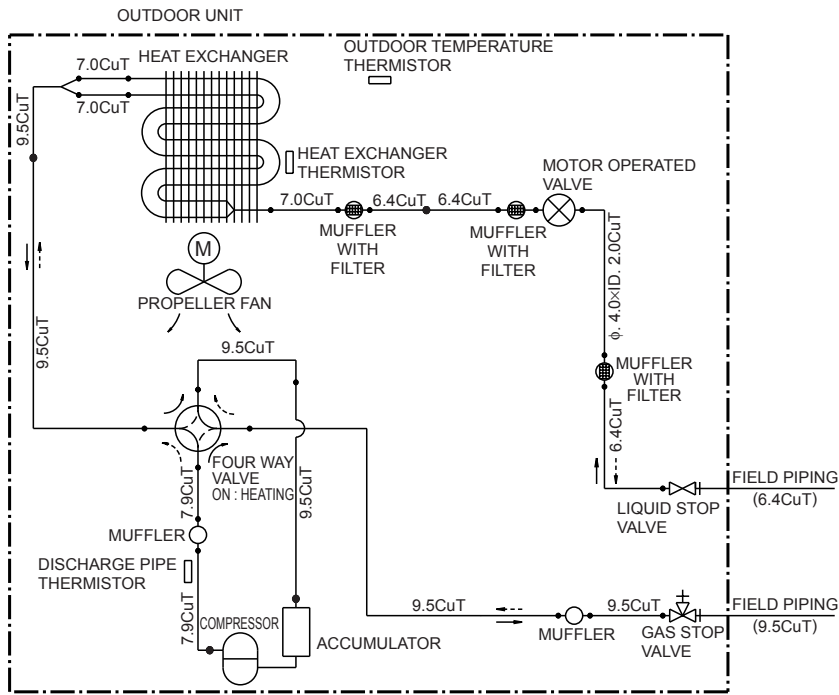 OUTDOOR UNIT
HEAT EXCHANGER
OUTDOOR TEMPERATURE
THERMISTOR
7.0CuT
7.0CuT
9.5CuT
HEAT EXCHANGER
THERMISTOR
MOTOR OPERATED
VALVE
7.0CuT
6.4CuT
6.4CuT
MUFFLER
WITH
FILTER
MUFFLER
WITH
FILTER
M
PROPELLER FAN
ϕ. 4.0×ID. 2.0CuT
9.5CuT
9.5CuT
MUFFLER
WITH
FILTER
6.4CuT
FOUR WAY
VALVE
ON : HEATING
7.9CuT
9.5CuT
FIELD PIPING
(6.4CuT)
LIQUID STOP
VALVE
MUFFLER
DISCHARGE PIPE
THERMISTOR
7.9CuT
COMPRESSOR
ACCUMULATOR
9.5CuT
MUFFLER
9.5CuT
GAS STOP
VALVE
FIELD PIPING
(9.5CuT)